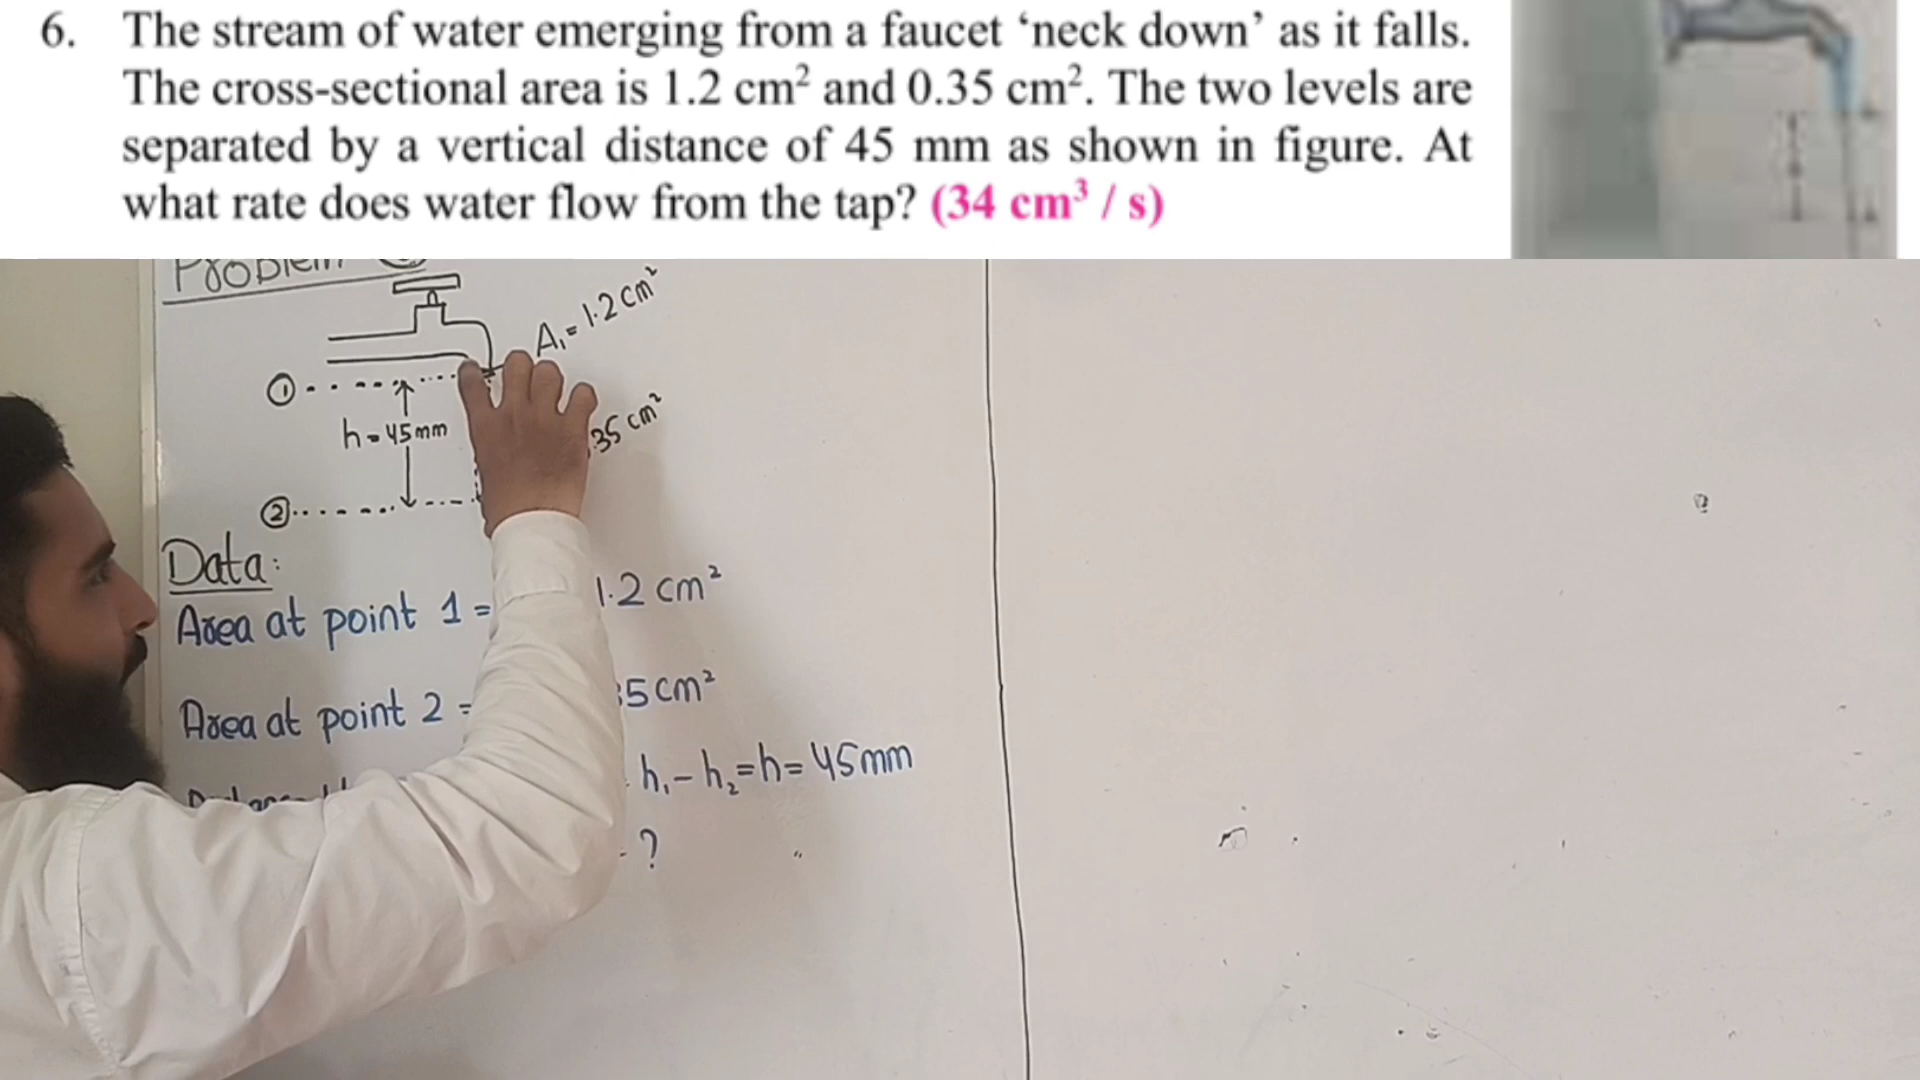 6. The stream of water emerging from a faucet ‘neck down’ as it falls.
The cross-sectional area is 1.2 cm² and 0.35 cm². The two levels are
separated by a vertical distance of 45 mm as shown in figure. At
what rate does water flow from the tap? (34 cm³ / s)
Problem
A₁ = 1.2 cm²
①
h = 45mm
35 cm²
②
Data:
Area at point 1 = 1.2 cm²
Area at point 2 = 35 cm²
h₁ - h₂ = h = 45mm
- ?